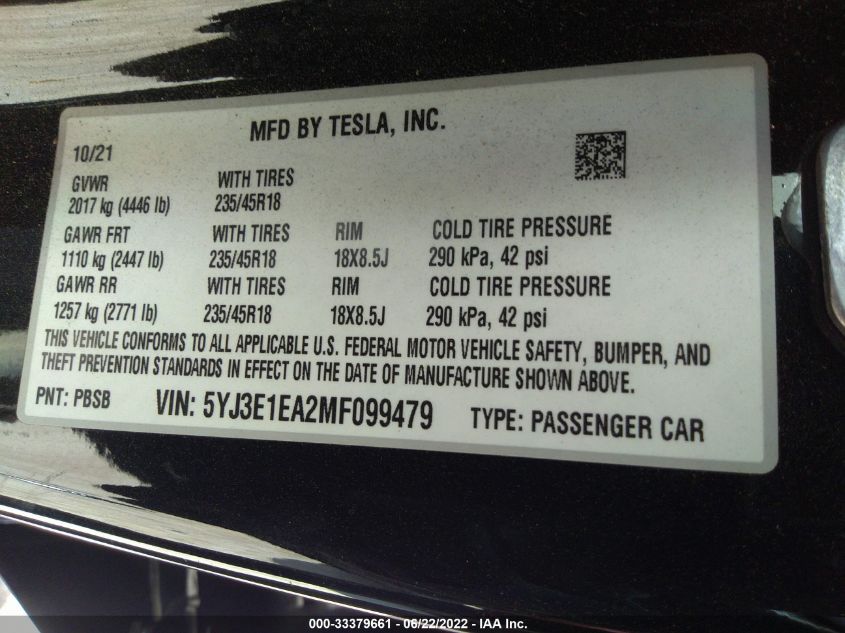 MFD BY TESLA, INC.
10/21
GVWR WITH TIRES
2017 kg (4446 lb) 235/45R18
GAWR FRT WITH TIRES RIM COLD TIRE PRESSURE
1110 kg (2447 lb) 235/45R18 18X8.5J 290 kPa, 42 psi
GAWR RR WITH TIRES RIM COLD TIRE PRESSURE
1257 kg (2771 lb) 235/45R18 18X8.5J 290 kPa, 42 psi
THIS VEHICLE CONFORMS TO ALL APPLICABLE U.S. FEDERAL MOTOR VEHICLE SAFETY, BUMPER, AND
THEFT PREVENTION STANDARDS IN EFFECT ON THE DATE OF MANUFACTURE SHOWN ABOVE.
PNT: PBSB VIN: 5YJ3E1EA2MF099479 TYPE: PASSENGER CAR
000-33379661 - 06/22/2022 - IAA Inc.